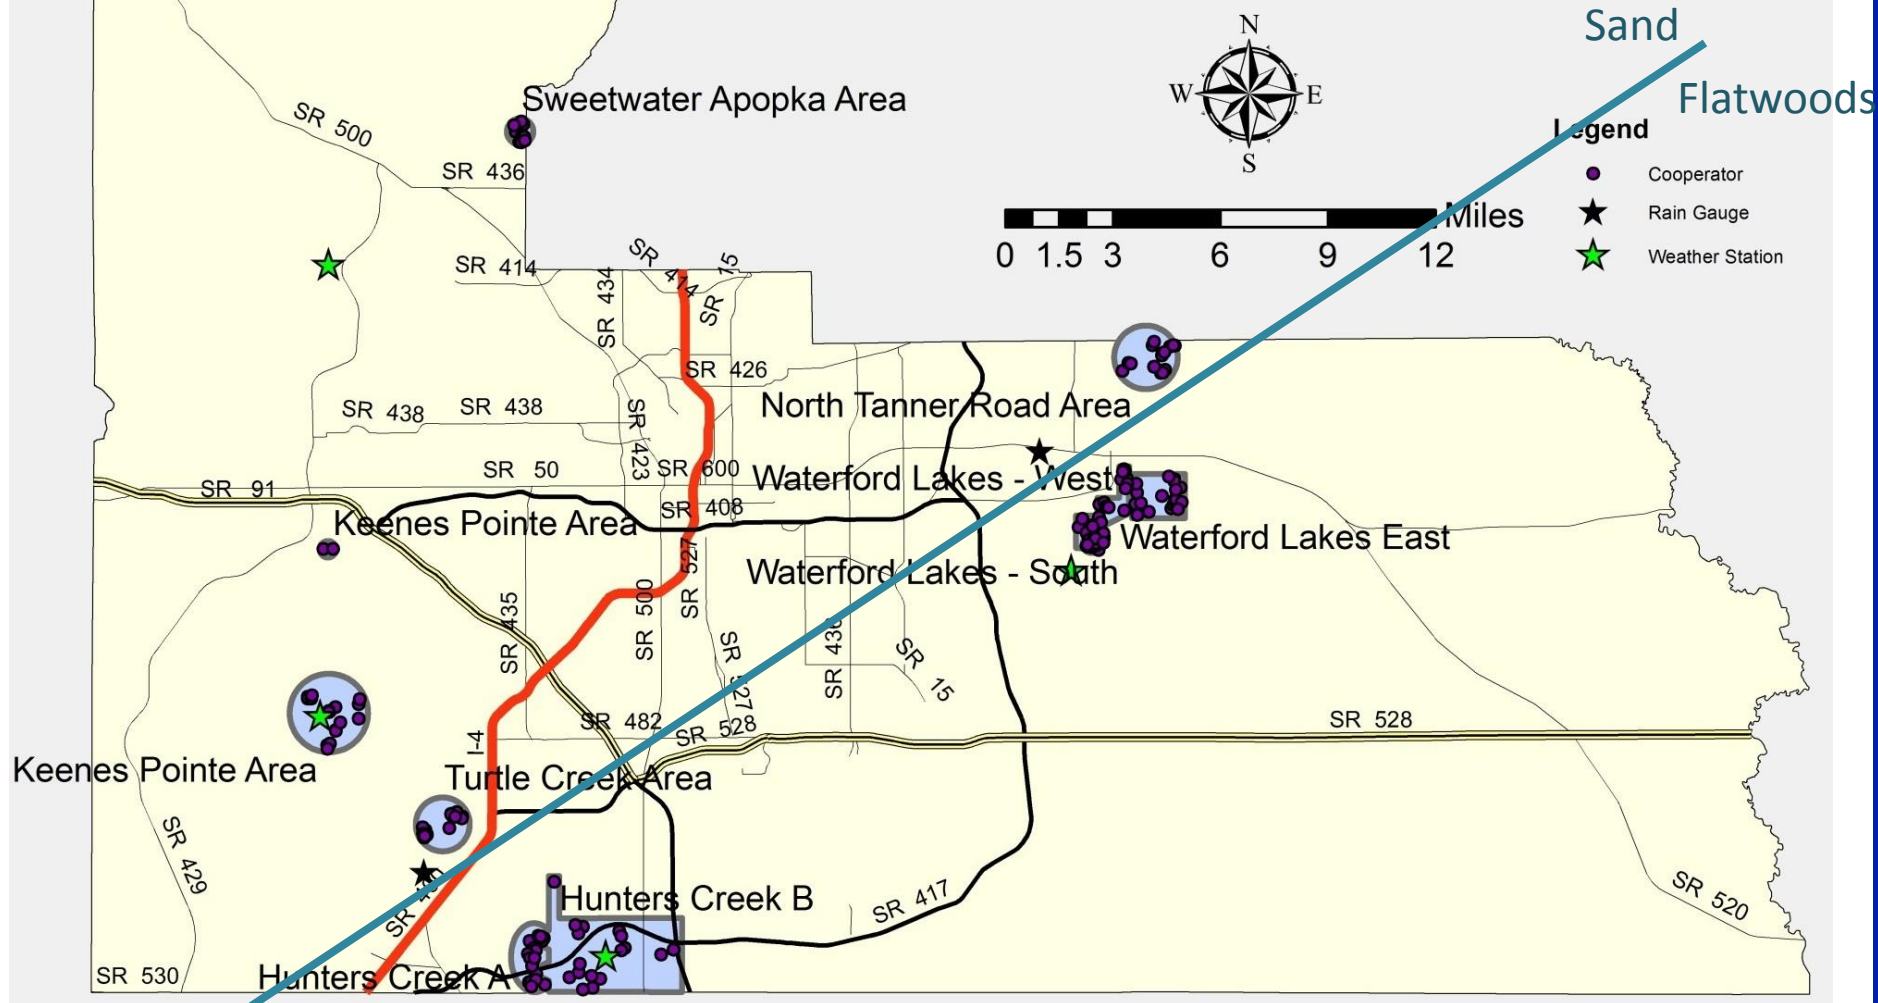 Sand
Flatwoods
N
W
E
S
Legend
Cooperator
Rain Gauge
Weather Station
Miles
0 1.5 3 6 9 12
Sweetwater Apopka Area
SR 500
SR 436
SR 414
SR 434
SR 414
SR 15
SR 426
North Tanner Road Area
SR 438
SR 438
SR 423
SR 50
SR 600
Waterford Lakes - West
SR 91
SR 408
Keenes Pointe Area
Waterford Lakes East
SR 527
Waterford Lakes - South
SR 435
SR 500
SR 527
SR 436
SR 15
SR 482
SR 528
SR 528
I-4
Keenes Pointe Area
Turtle Creek Area
SR 429
SR
Hunters Creek B
SR 417
SR 520
SR 530
Hunters Creek A